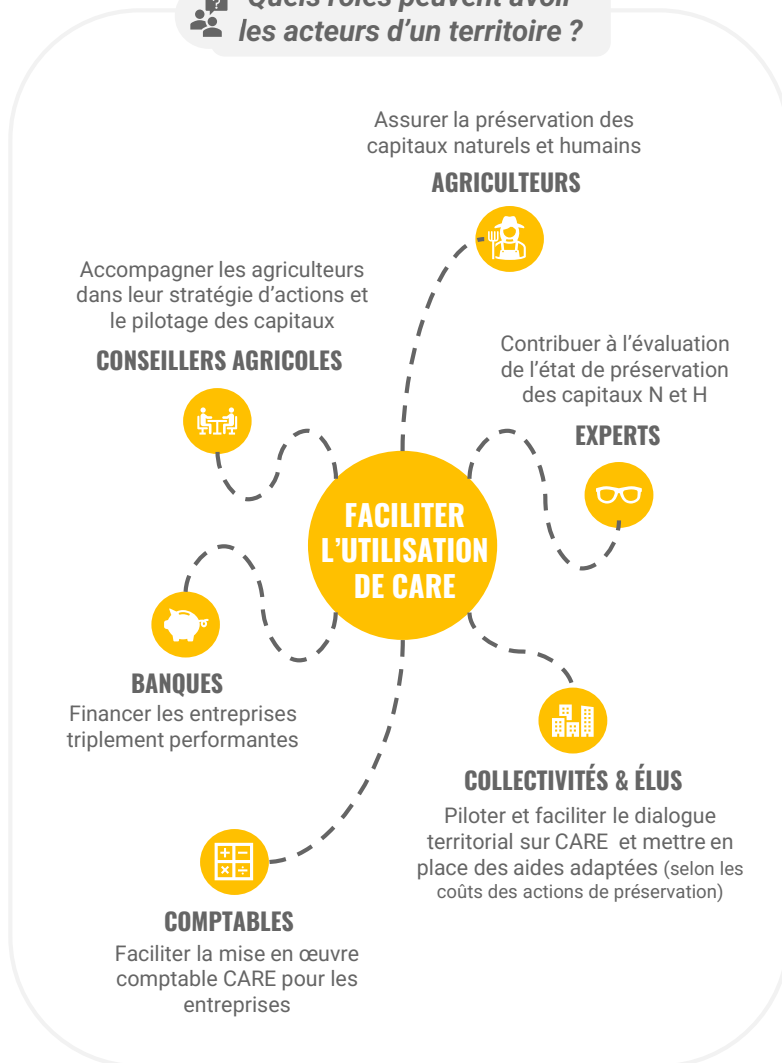 Quels rôles peuvent avoir
les acteurs d'un territoire ?
Assurer la préservation des
capitaux naturels et humains
AGRICULTEURS
Accompagner les agriculteurs
dans leur stratégie d'actions et
le pilotage des capitaux
CONSEILLERS AGRICOLES
Contribuer à l'évaluation
de l'état de préservation
des capitaux N et H
EXPERTS
FACILITER
L'UTILISATION
DE CARE
BANQUES
Financer les entreprises
triplement performantes
COLLECTIVITÉS & ÉLUS
Piloter et faciliter le dialogue
territorial sur CARE et mettre en
place des aides adaptées (selon les
coûts des actions de préservation)
COMPTABLES
Faciliter la mise en œuvre
comptable CARE pour les
entreprises